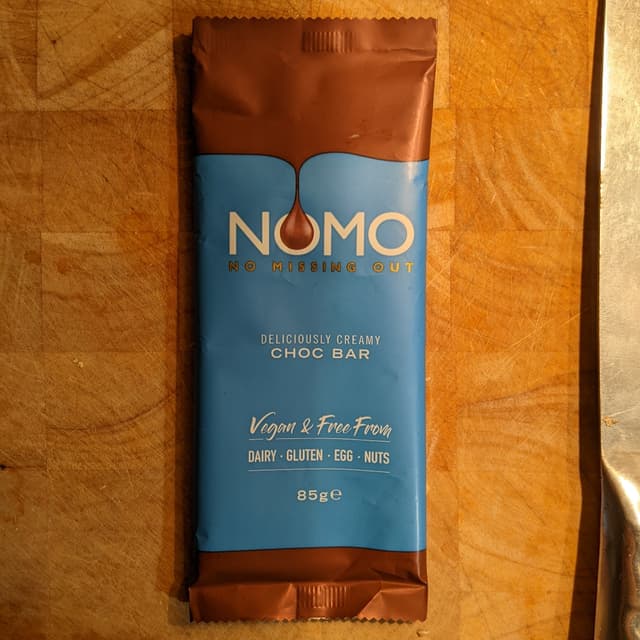 NOMO
NO MISSING OUT
DELICIOUSLY CREAMY
CHOC BAR
Vegan & Free From
DAIRY · GLUTEN · EGG · NUTS
85g℮